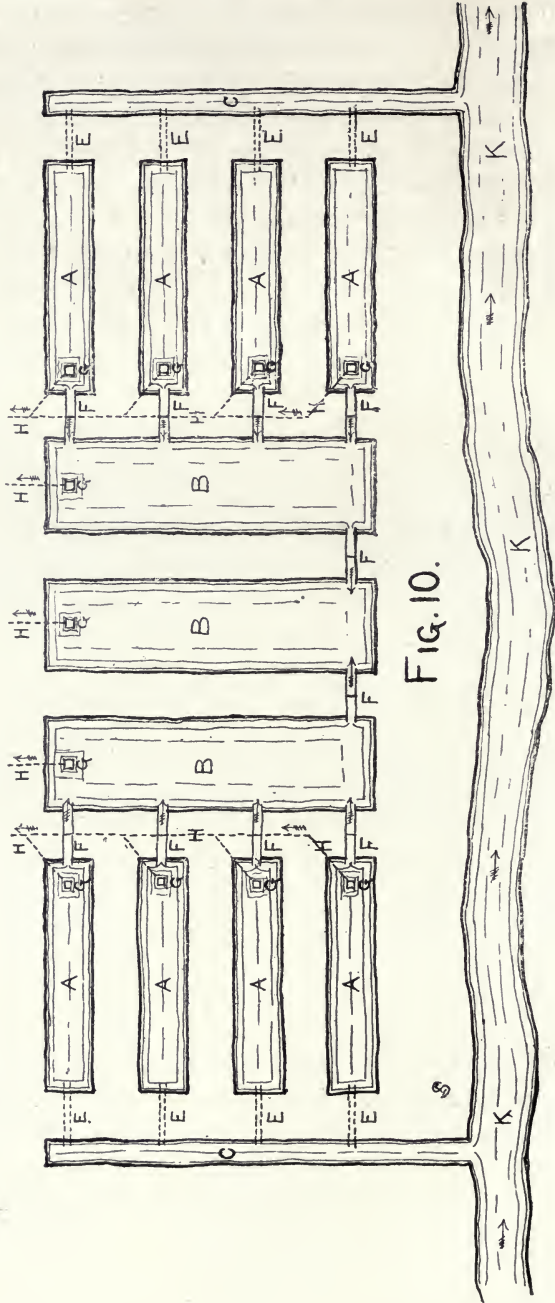 H H H H H
G G G
E A G F F G A E
E A G F F G A E
C H B B B H C
E A G F F G A E
H H
E A G F F F F G A E
FIG. 10.
K K K